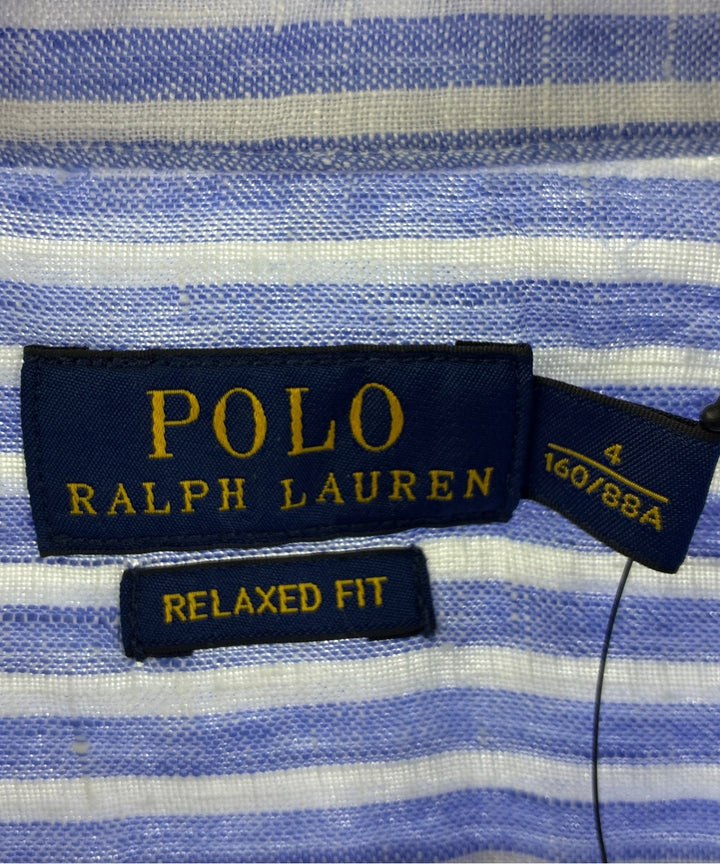 POLO
RALPH LAUREN
4
160/88A
RELAXED FIT